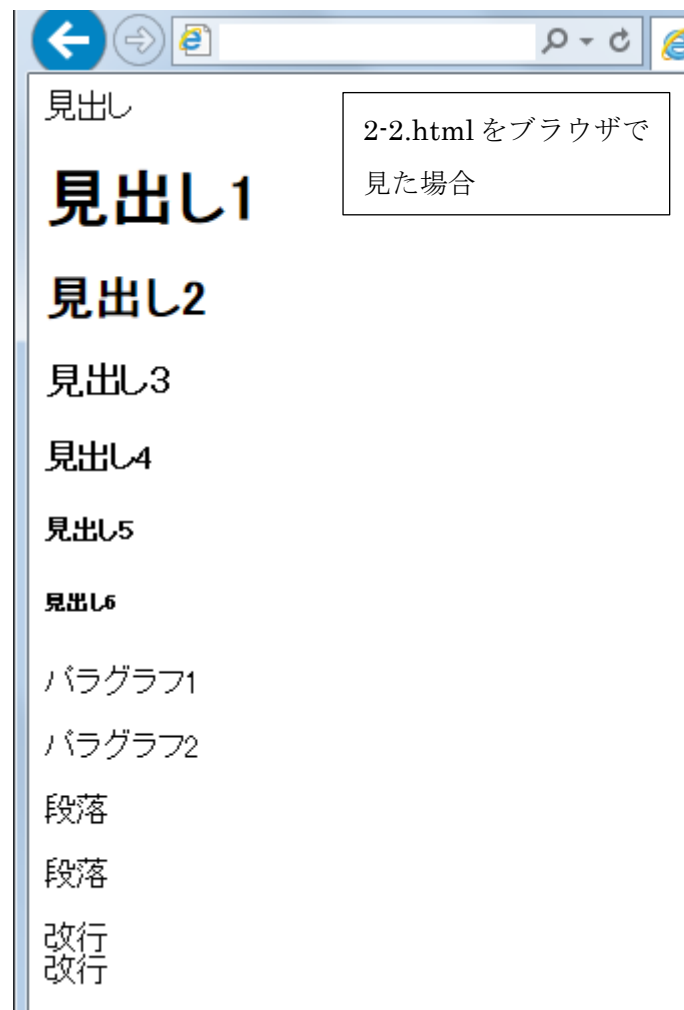 見出し
2-2.html をブラウザで
見た場合
見出し1
見出し2
見出し3
見出し4
見出し5
見出し6
パラグラフ1
パラグラフ2
段落
段落
改行
改行